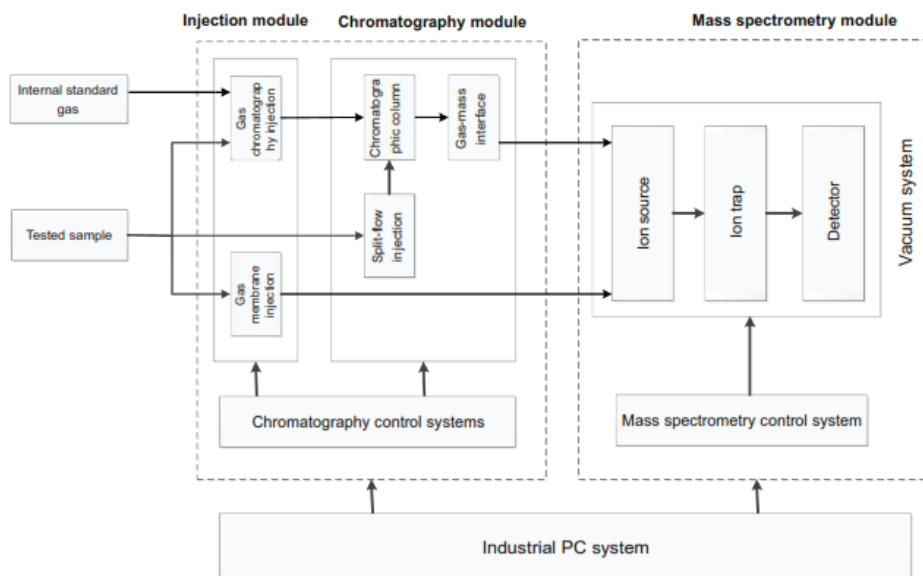 Injection module
Chromatography module
Mass spectrometry module
Internal standard
gas
Gas
chromatograp
hy injection
Chromatogra
phic column
Gas-mass
interface
Tested sample
Split-flow
injection
Gas
membrane
injection
Ion source
Ion trap
Detector
Vacuum system
Chromatography control systems
Mass spectrometry control system
Industrial PC system